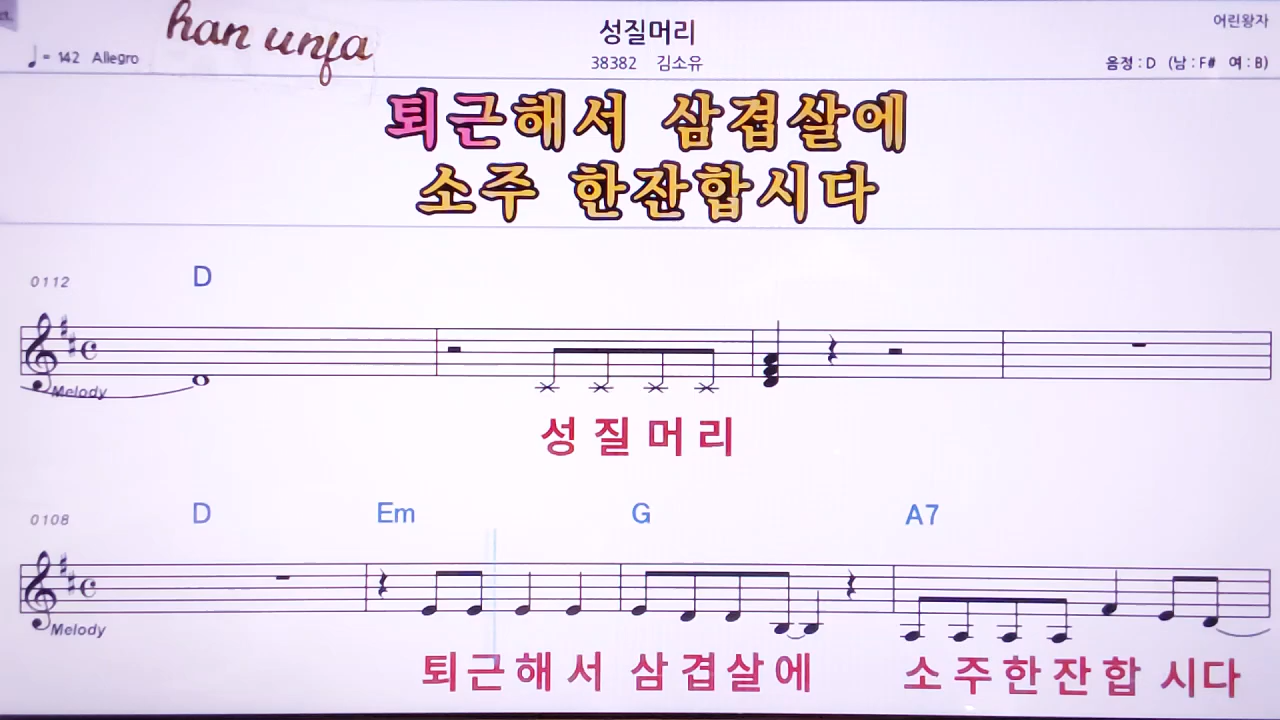 han unfa
성질머리
어린왕자
♩= 142 Allegro
38382 김소유
음정 : D (남 : F# 여 : B)
퇴근해서 삼겹살에
소주 한잔합시다
0112 D
Melody
성 질 머 리
0108 D Em G A7
Melody
퇴근해 서 삼 겹살에 소 주한잔합 시다